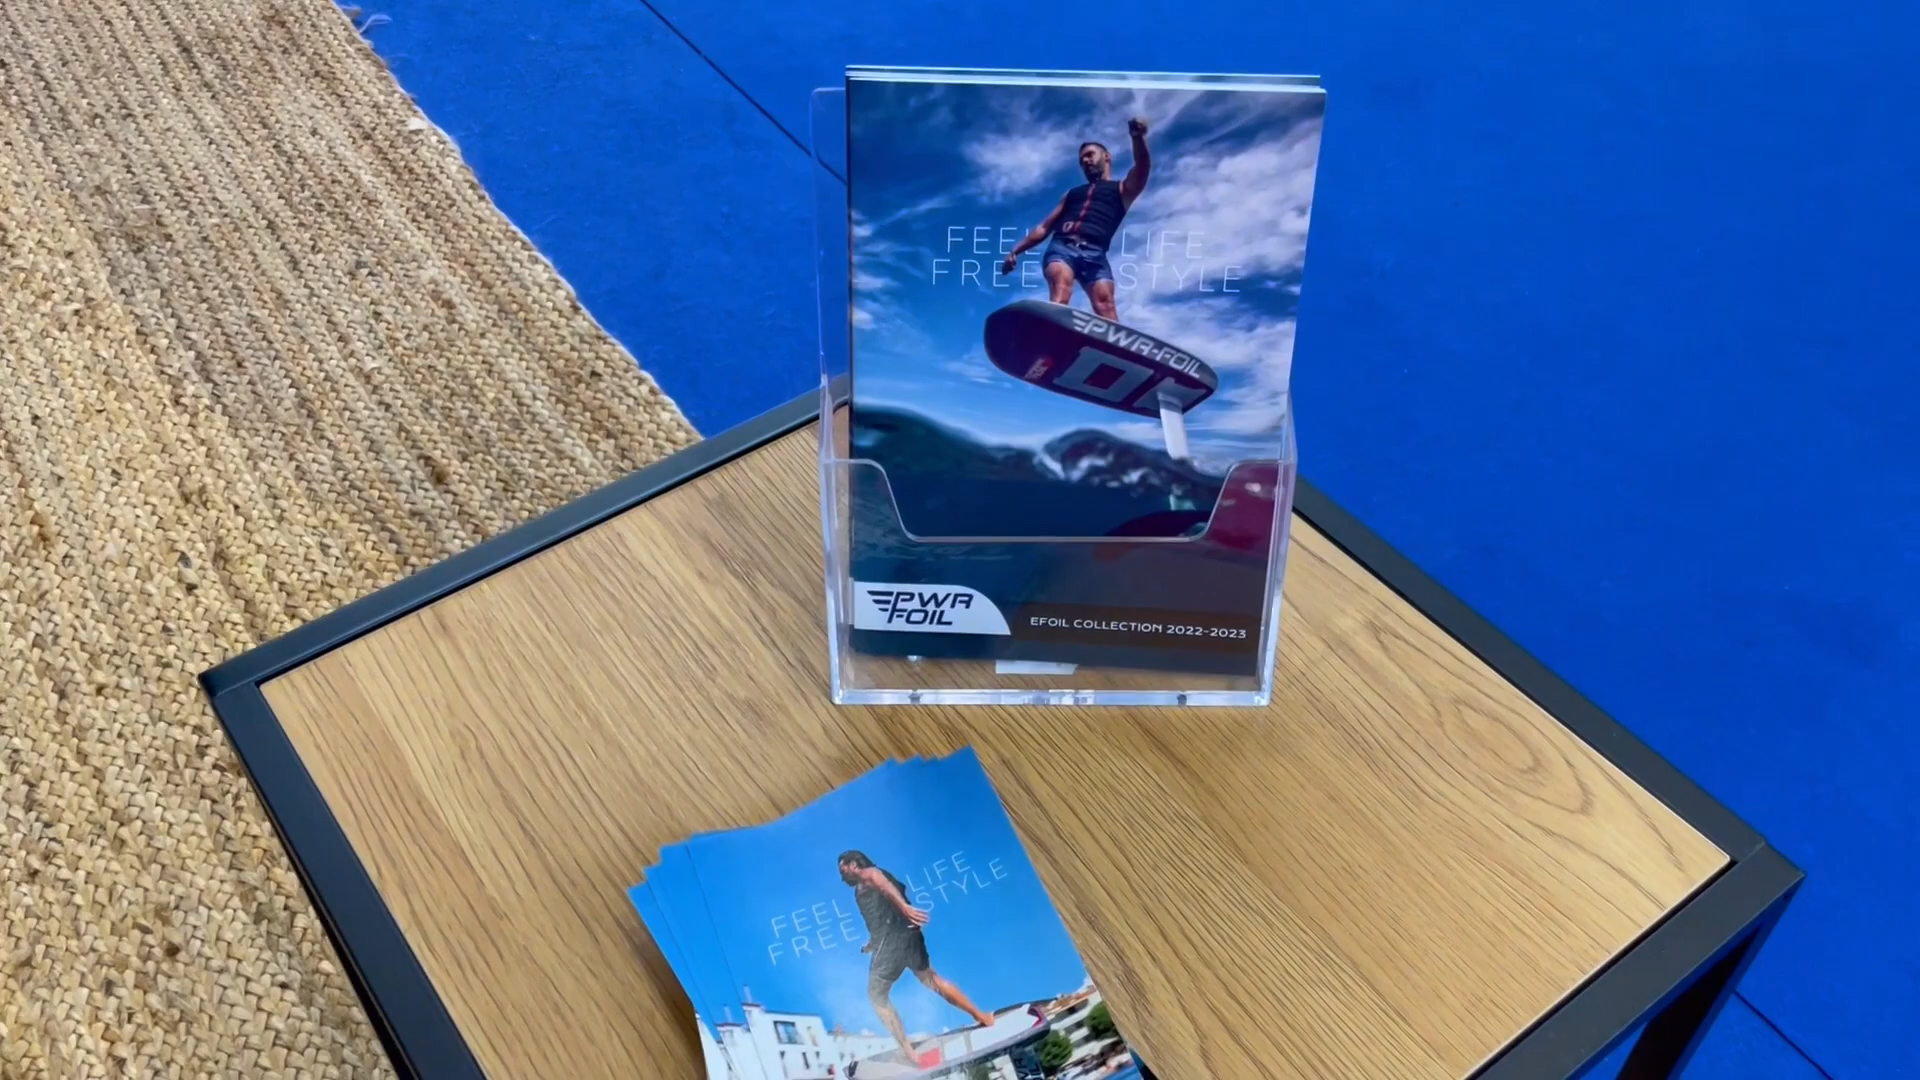 FEEL LIFE
FREE STYLE
PWR-FOIL
PWR
FOIL
EFOIL COLLECTION 2022-2023
FEEL LIFE
FREE STYLE